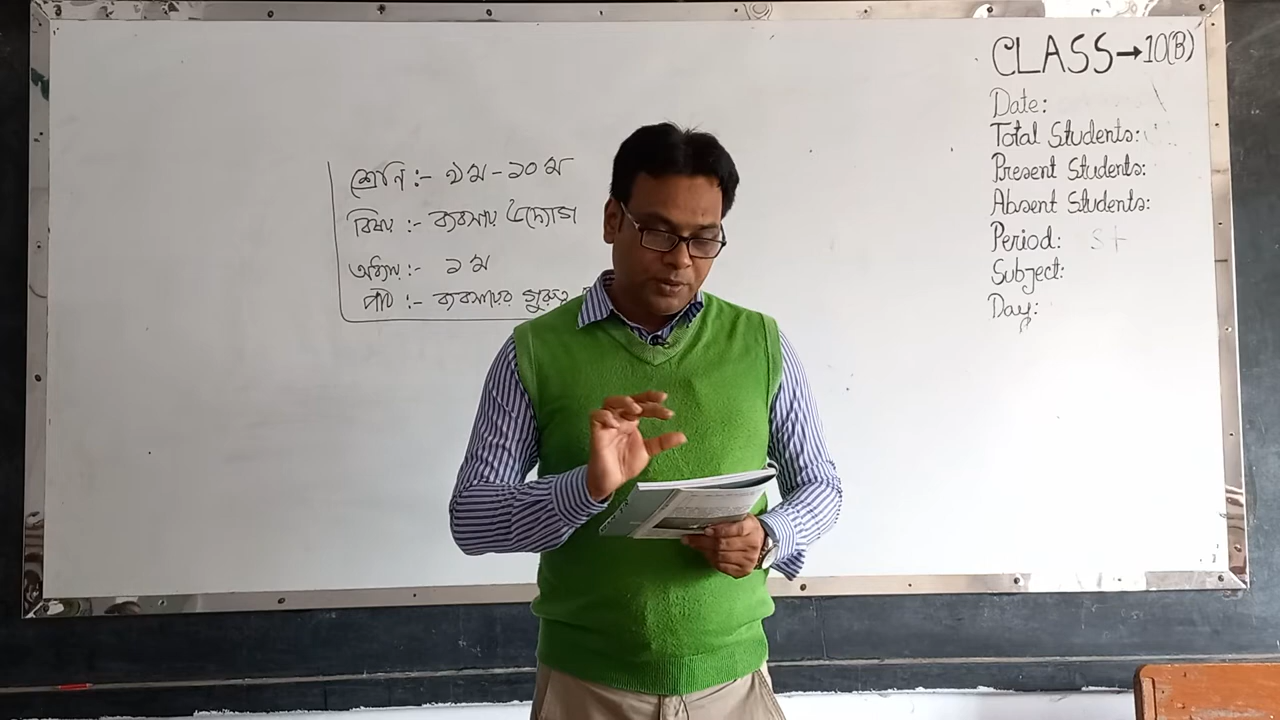 শ্রেণি :- ৯ম - ১০ম
বিষয় :- ব্যবসায় উদ্যোগ
অধ্যায় :- ১ম
পাঠ :- ব্যবসায়ের গুরুত্ব
CLASS→10(B)
Date:
Total Students:
Present Students:
Absent Students:
Period:
Subject:
Day: